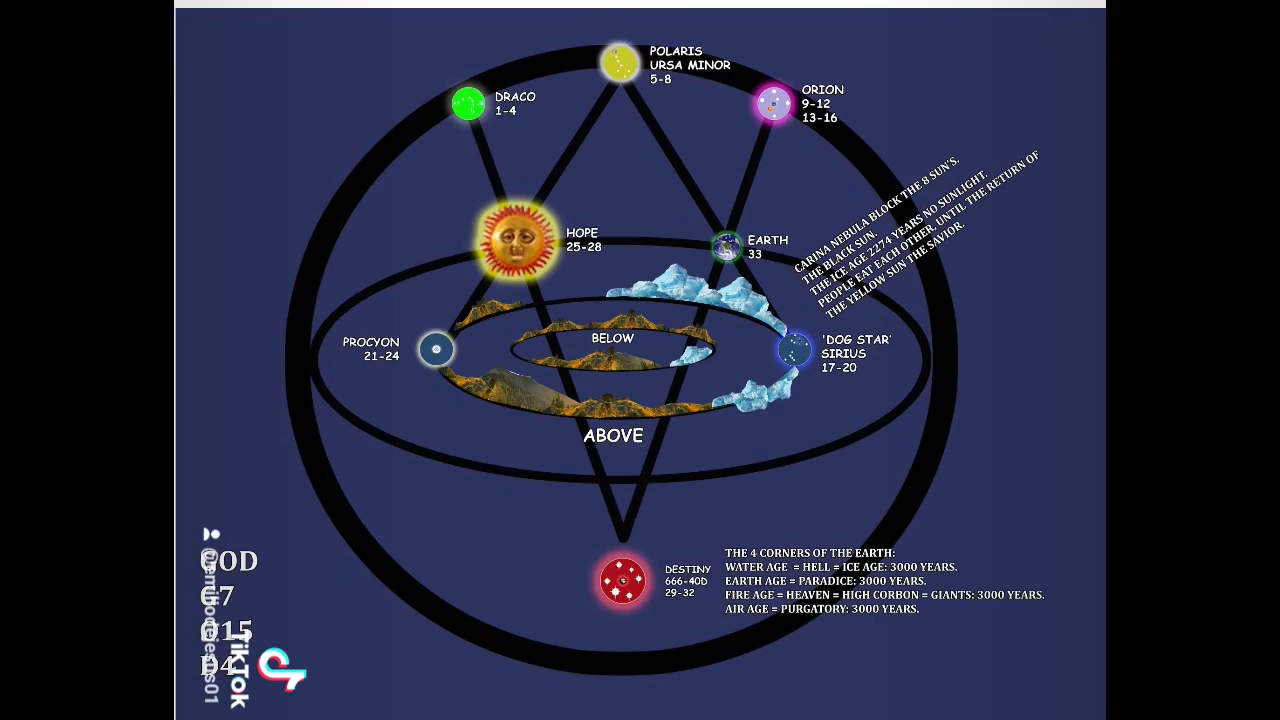 POLARIS
URSA MINOR
5-8
DRACO
1-4
ORION
9-12
13-16
CARINA NEBULA BLOCK THE 8 SUN'S.
THE BLACK SUN.
THE ICE AGE 2274 YEARS NO SUNLIGHT.
PEOPLE EAT EACH OTHER, UNTIL THE RETURN OF
THE YELLOW SUN THE SAVIOR.
HOPE
25-28
EARTH
33
PROCYON
21-24
BELOW
'DOG STAR'
SIRIUS
17-20
ABOVE
DESTINY
666-40D
29-32
THE 4 CORNERS OF THE EARTH:
WATER AGE = HELL = ICE AGE: 3000 YEARS.
EARTH AGE = PARADICE: 3000 YEARS.
FIRE AGE = HEAVEN = HIGH CORBON = GIANTS: 3000 YEARS.
AIR AGE = PURGATORY: 3000 YEARS.
GOD
G7
O15
D4
TikTok